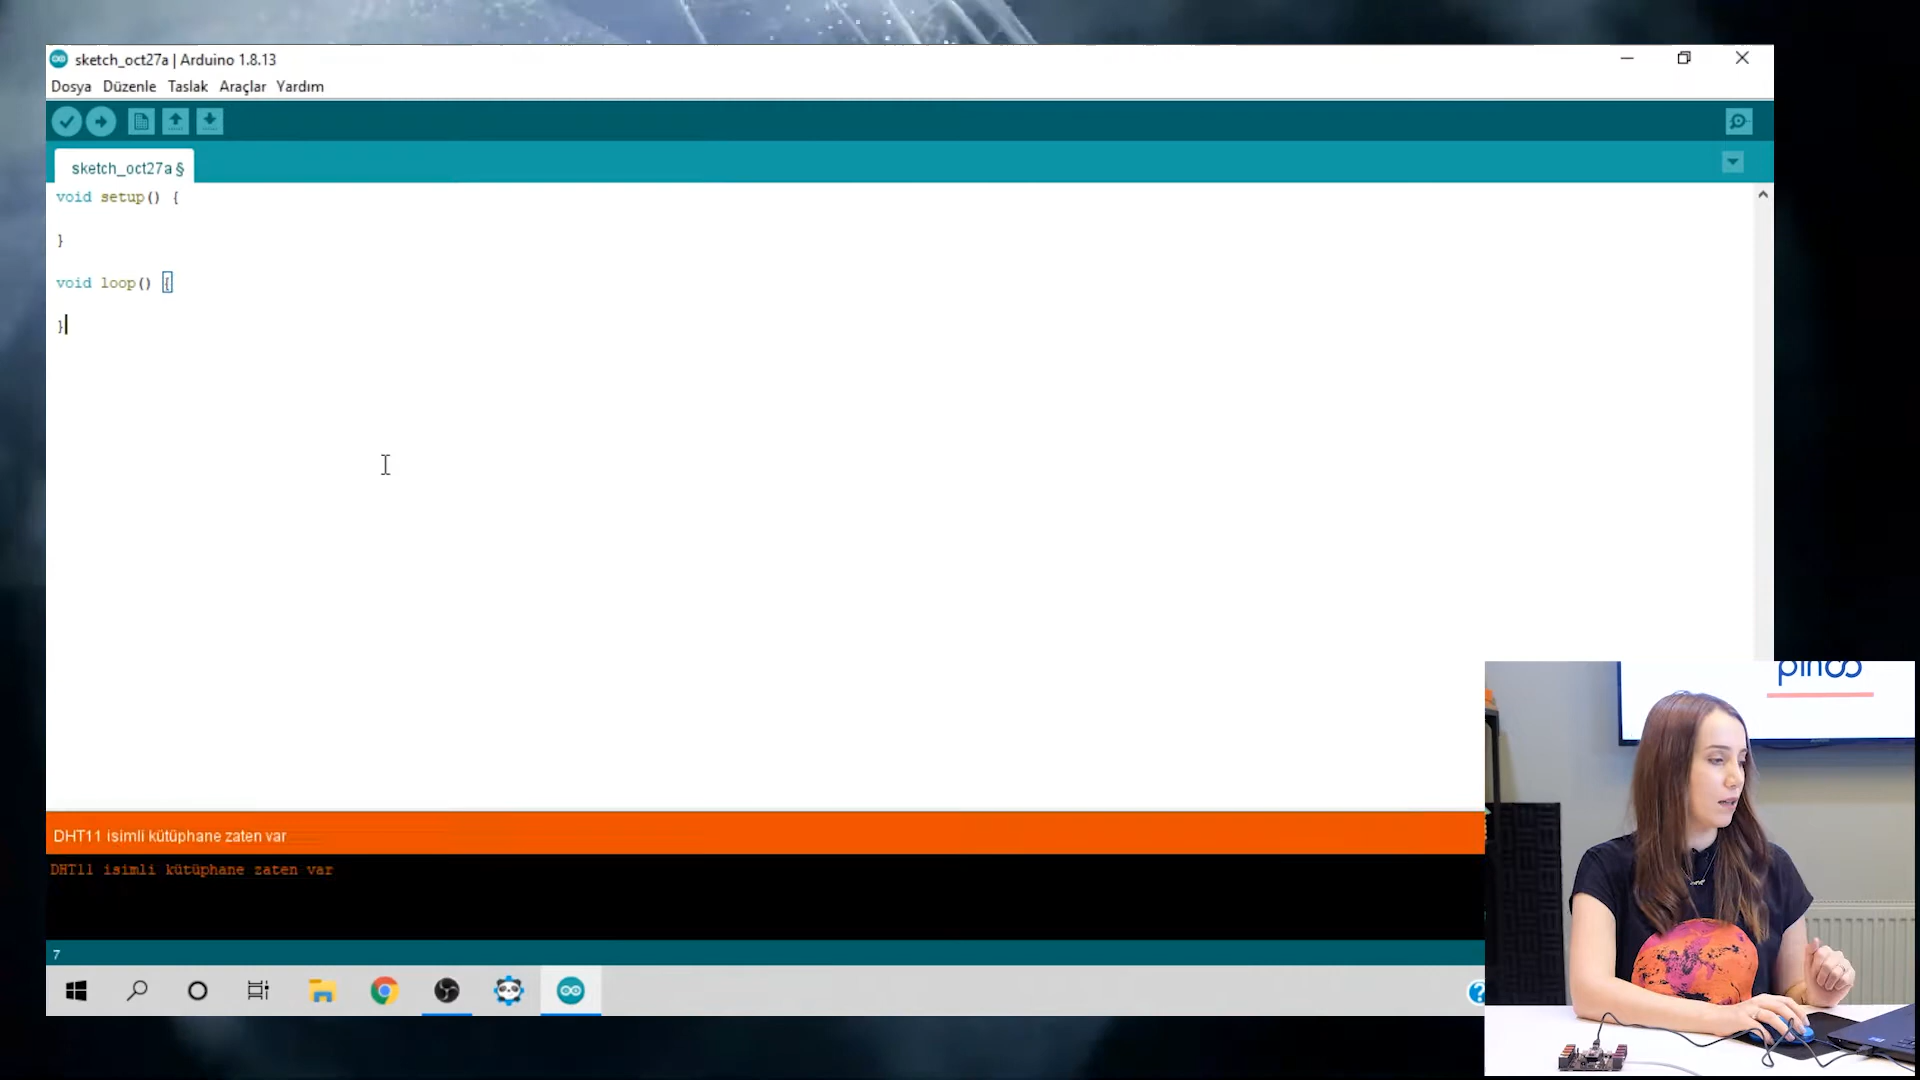 sketch_oct27a | Arduino 1.8.13
Dosya Düzenle Taslak Araçlar Yardım
sketch_oct27a §
void setup() {
}
void loop() {
}
DHT11 isimli kütüphane zaten var
DHT11 isimli kütüphane zaten var
7
pinoo